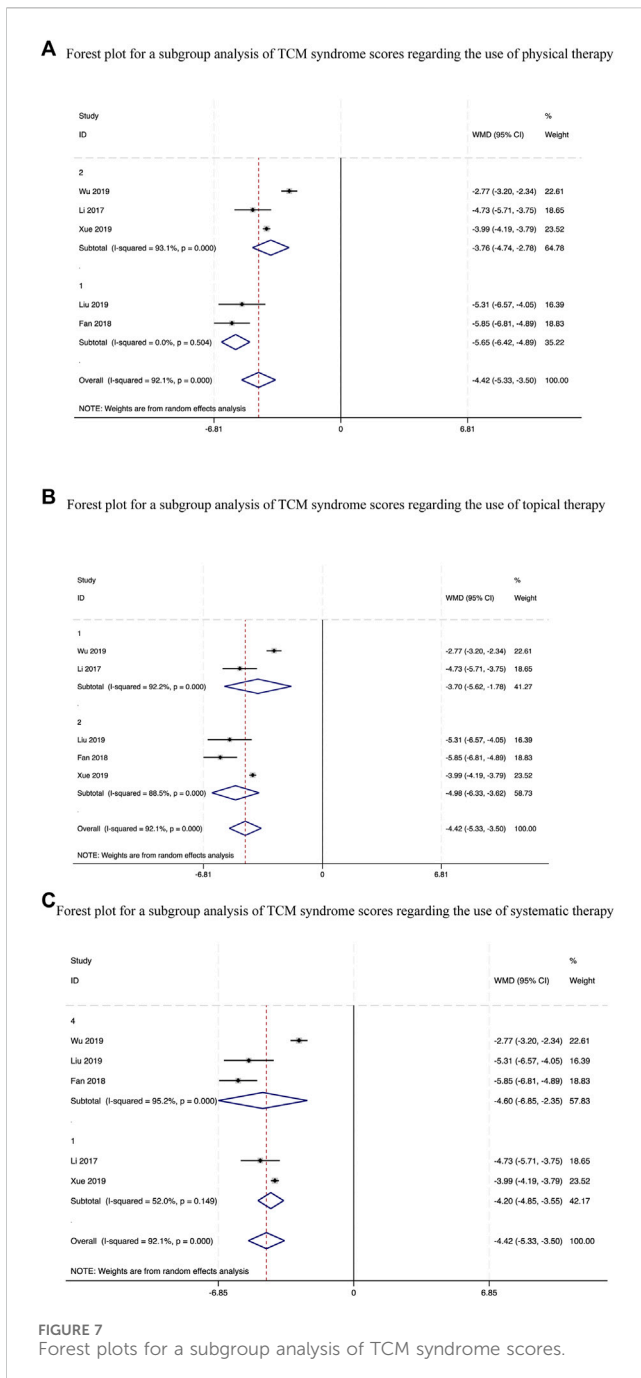 A Forest plot for a subgroup analysis of TCM syndrome scores regarding the use of physical therapy
Study %
ID WMD (95% CI) Weight
2
Wu 2019 -2.77 (-3.20, -2.34) 22.61
Li 2017 -4.73 (-5.71, -3.75) 18.65
Xue 2019 -3.99 (-4.19, -3.79) 23.52
Subtotal (I-squared = 93.1%, p = 0.000) -3.76 (-4.74, -2.78) 64.78
.
1
Liu 2019 -5.31 (-6.57, -4.05) 16.39
Fan 2018 -5.85 (-6.81, -4.89) 18.83
Subtotal (I-squared = 0.0%, p = 0.504) -5.65 (-6.42, -4.89) 35.22
.
Overall (I-squared = 92.1%, p = 0.000) -4.42 (-5.33, -3.50) 100.00
NOTE: Weights are from random effects analysis
-6.81 0 6.81
B Forest plot for a subgroup analysis of TCM syndrome scores regarding the use of topical therapy
Study %
ID WMD (95% CI) Weight
1
Wu 2019 -2.77 (-3.20, -2.34) 22.61
Li 2017 -4.73 (-5.71, -3.75) 18.65
Subtotal (I-squared = 92.2%, p = 0.000) -3.70 (-5.62, -1.78) 41.27
.
2
Liu 2019 -5.31 (-6.57, -4.05) 16.39
Fan 2018 -5.85 (-6.81, -4.89) 18.83
Xue 2019 -3.99 (-4.19, -3.79) 23.52
Subtotal (I-squared = 88.5%, p = 0.000) -4.98 (-6.33, -3.62) 58.73
.
Overall (I-squared = 92.1%, p = 0.000) -4.42 (-5.33, -3.50) 100.00
NOTE: Weights are from random effects analysis
-6.81 0 6.81
C Forest plot for a subgroup analysis of TCM syndrome scores regarding the use of systematic therapy
Study %
ID WMD (95% CI) Weight
4
Wu 2019 -2.77 (-3.20, -2.34) 22.61
Liu 2019 -5.31 (-6.57, -4.05) 16.39
Fan 2018 -5.85 (-6.81, -4.89) 18.83
Subtotal (I-squared = 95.2%, p = 0.000) -4.60 (-6.85, -2.35) 57.83
.
1
Li 2017 -4.73 (-5.71, -3.75) 18.65
Xue 2019 -3.99 (-4.19, -3.79) 23.52
Subtotal (I-squared = 52.0%, p = 0.149) -4.20 (-4.85, -3.55) 42.17
.
Overall (I-squared = 92.1%, p = 0.000) -4.42 (-5.33, -3.50) 100.00
NOTE: Weights are from random effects analysis
-6.85 0 6.85
FIGURE 7
Forest plots for a subgroup analysis of TCM syndrome scores.